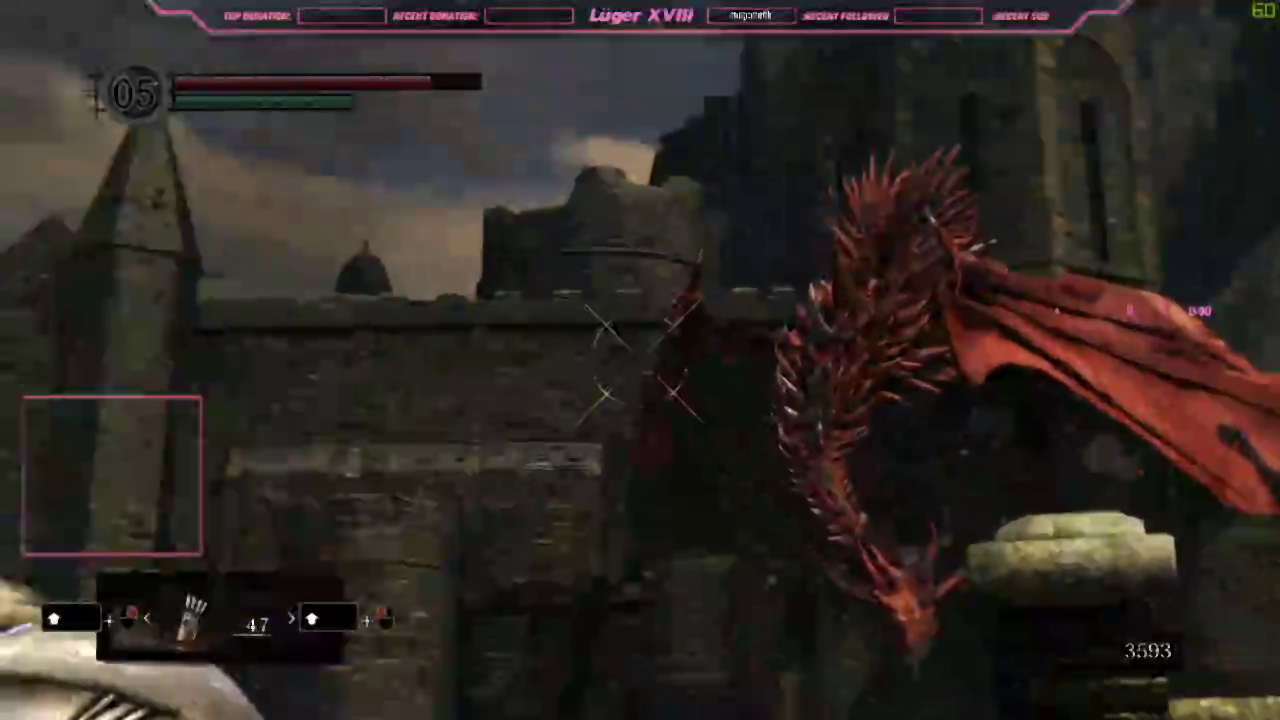 TOP DONATION:
RECENT DONATION:
Lüger XVIII
RECENT FOLLOWER
RECENT SUB
60
05
47
3593